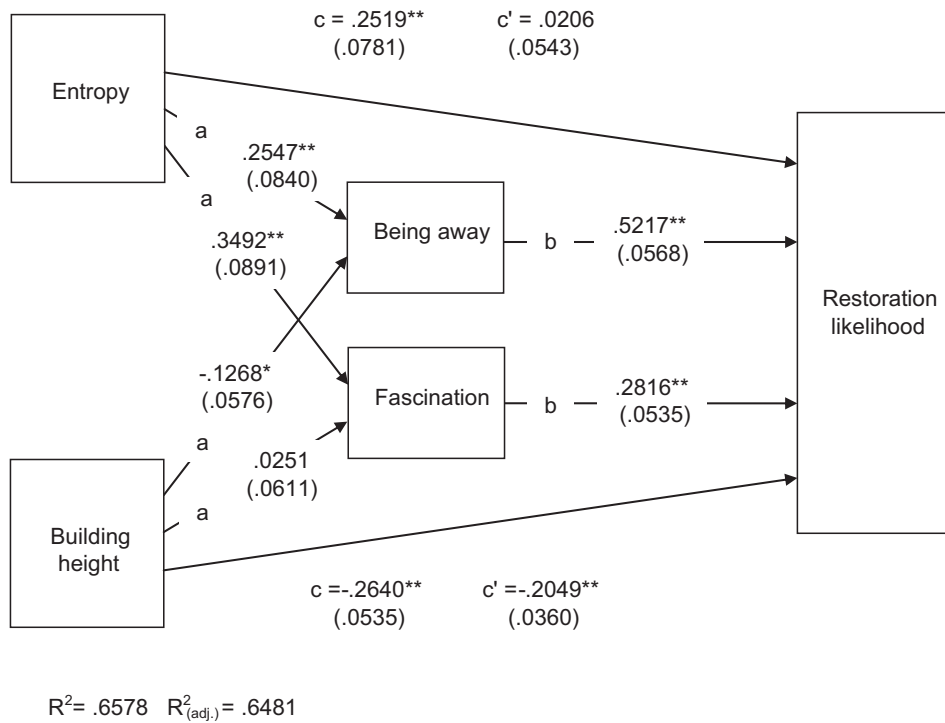 c = .2519** c' = .0206
(.0781) (.0543)
Entropy
a
.2547**
(.0840)
a
Being away
b
.5217**
(.0568)
.3492**
(.0891)
Restoration
likelihood
-.1268*
(.0576)
Fascination
b
.2816**
(.0535)
a
.0251
(.0611)
a
Building
height
c =-.2640** c' =-.2049**
(.0535) (.0360)
R²= .6578 R²(adj.) = .6481